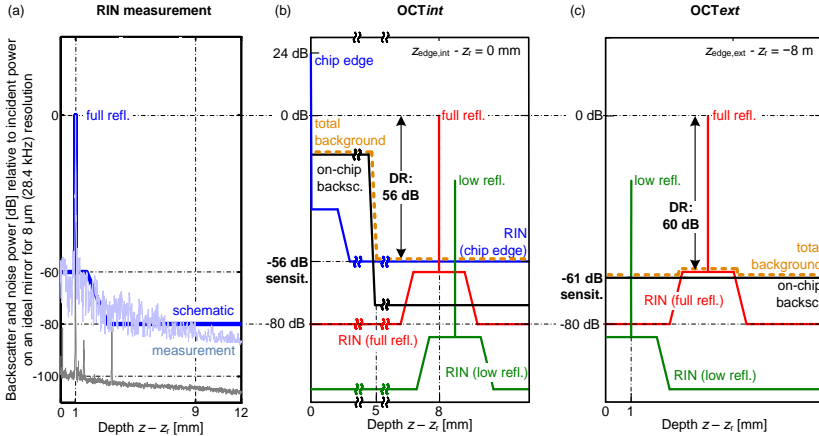 (a) RIN measurement
Backscatter and noise power [dB] relative to incident power
on an ideal mirror for 8 µm (28.4 kHz) resolution
0
-60
-80
-100
full refl.
schematic
measurement
0 1 9 12
Depth z – zr [mm]
(b) OCTint
zedge,int - zr = 0 mm
24 dB
chip edge
0 dB
full refl.
total
background
on-chip
backsc.
DR:
56 dB
low refl.
RIN
(chip edge)
-56 dB
sensit.
-80 dB
RIN (full refl.)
RIN
(low refl.)
0 5 8
Depth z – zr [mm]
(c) OCText
zedge,ext - zr = −8 m
0 dB
full refl.
low refl.
DR:
60 dB
total
background
-61 dB
sensit.
on-chip
backsc.
RIN (full refl.)
-80 dB
RIN (low refl.)
0 1
Depth z – zr [mm]